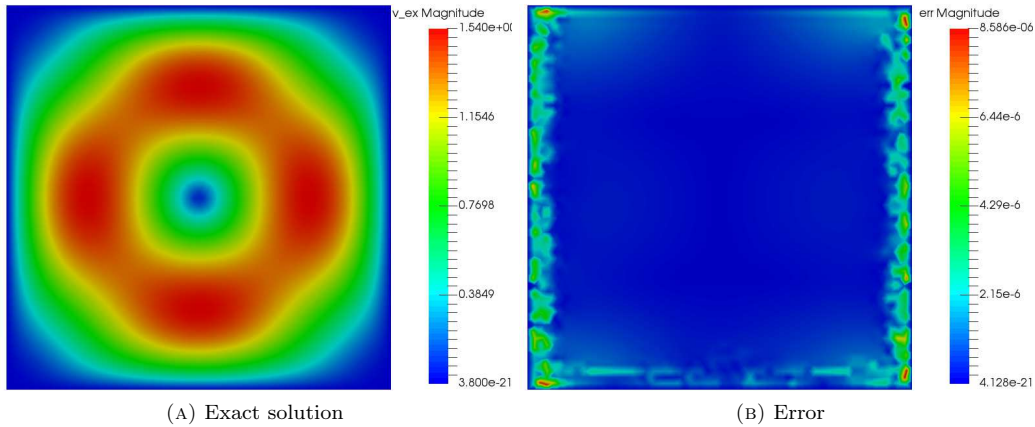 v_ex Magnitude
1.540e+00
1.1546
0.7698
0.3849
3.800e-21
err Magnitude
8.586e-06
6.44e-6
4.29e-6
2.15e-6
4.128e-21
(A) Exact solution
(B) Error